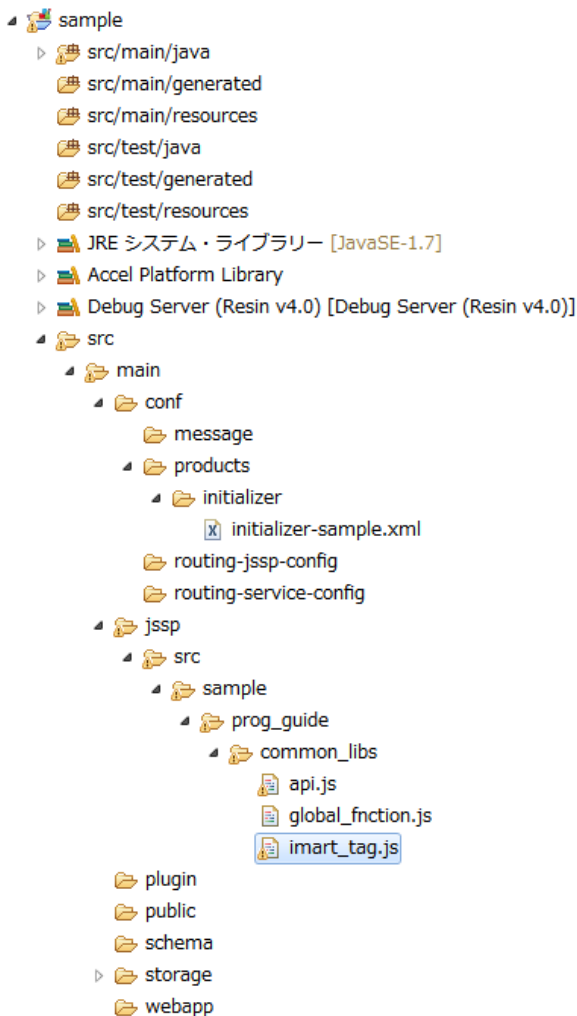 sample
src/main/java
src/main/generated
src/main/resources
src/test/java
src/test/generated
src/test/resources
JRE システム・ライブラリー [JavaSE-1.7]
Accel Platform Library
Debug Server (Resin v4.0) [Debug Server (Resin v4.0)]
src
main
conf
message
products
initializer
initializer-sample.xml
routing-jssp-config
routing-service-config
jssp
src
sample
prog_guide
common_libs
api.js
global_fnction.js
imart_tag.js
plugin
public
schema
storage
webapp